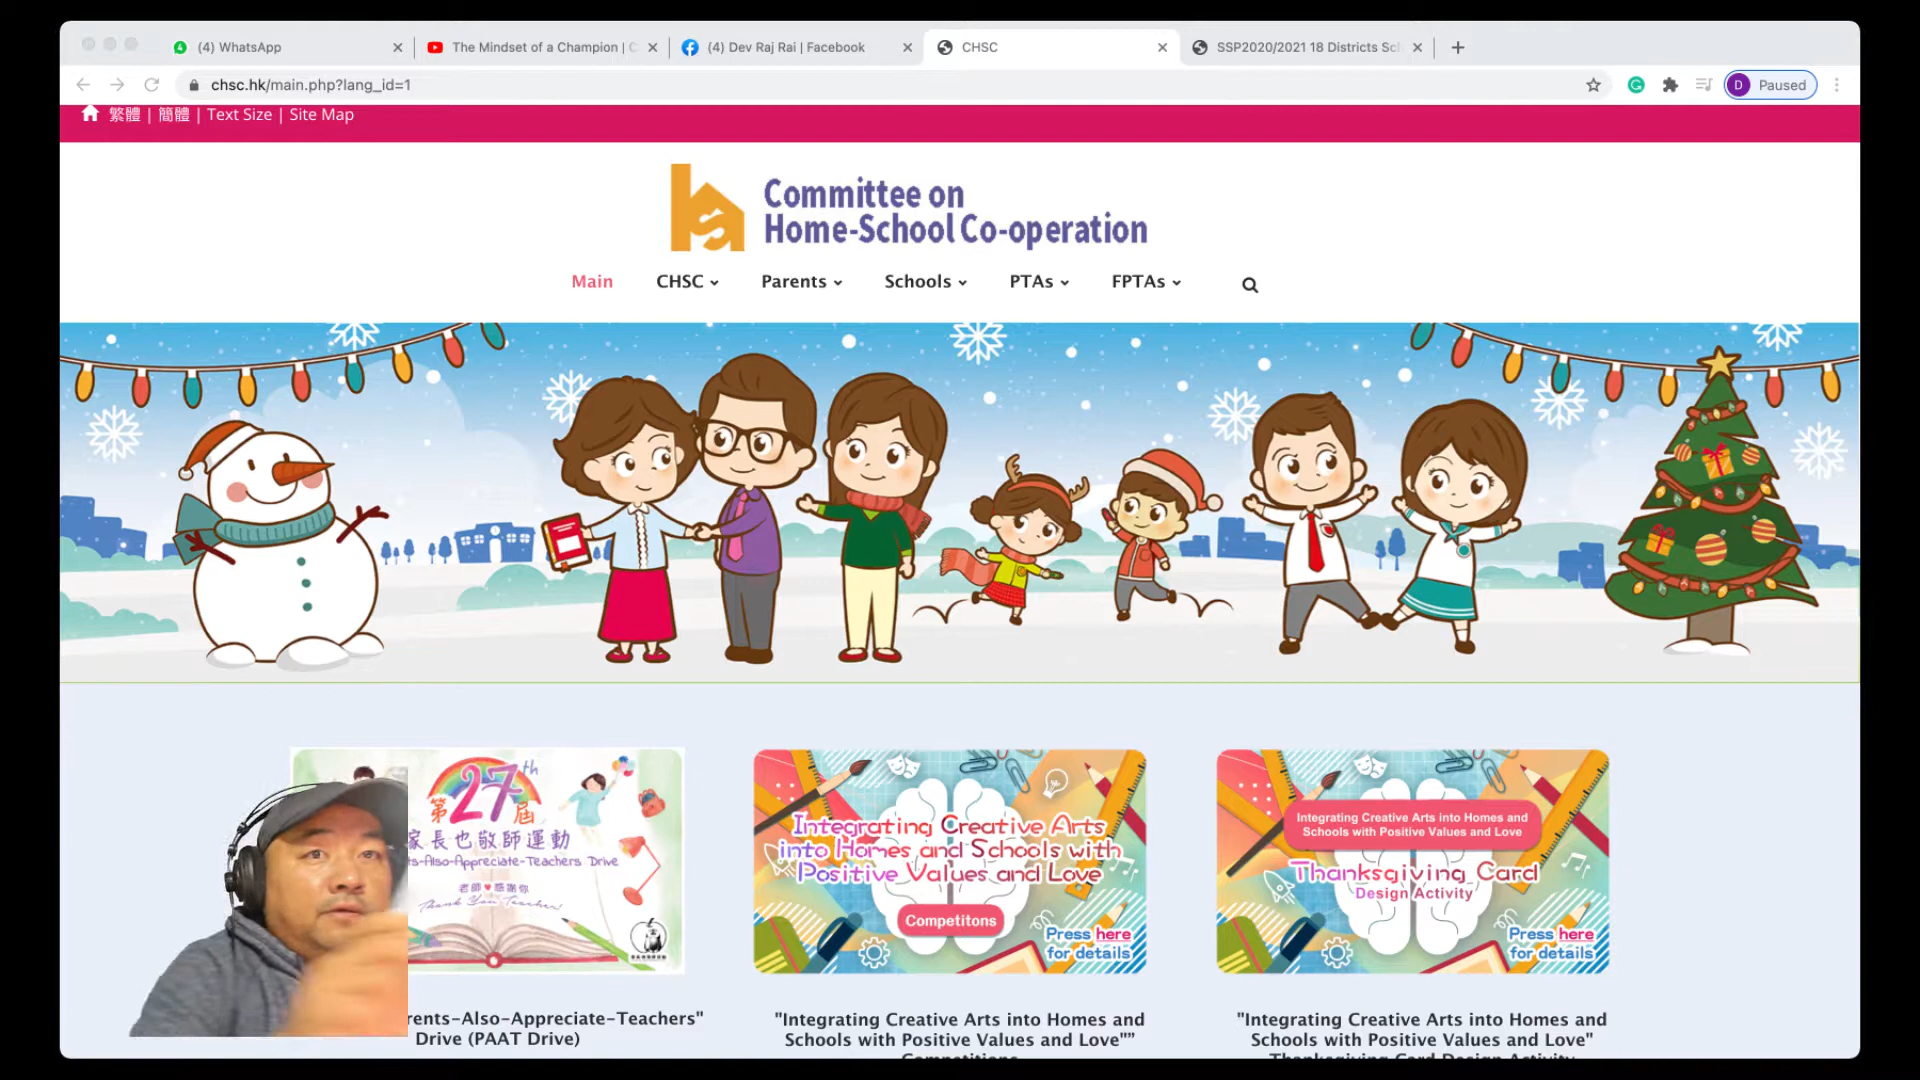 (4) WhatsApp
The Mindset of a Champion | C
(4) Dev Raj Rai | Facebook
CHSC
SSP2020/2021 18 Districts Sc
chsc.hk/main.php?lang_id=1
D Paused
繁體 | 簡體 | Text Size | Site Map
Committee on
Home-School Co-operation
Main
CHSC
Parents
Schools
PTAs
FPTAs
第27th屆
家長也敬師運動
ts-Also-Appreciate-Teachers Drive
老師♥感謝你
Thank You Teacher!
Integrating Creative Arts
into Homes and Schools with
Positive Values and Love
Competitons
Press here
for details
Integrating Creative Arts into Homes and
Schools with Positive Values and Love
Thanksgiving Card
Design Activity
Press here
for details
rents-Also-Appreciate-Teachers"
Drive (PAAT Drive)
"Integrating Creative Arts into Homes and
Schools with Positive Values and Love""
Competitions
"Integrating Creative Arts into Homes and
Schools with Positive Values and Love"
Thanksgiving Card Design Activity